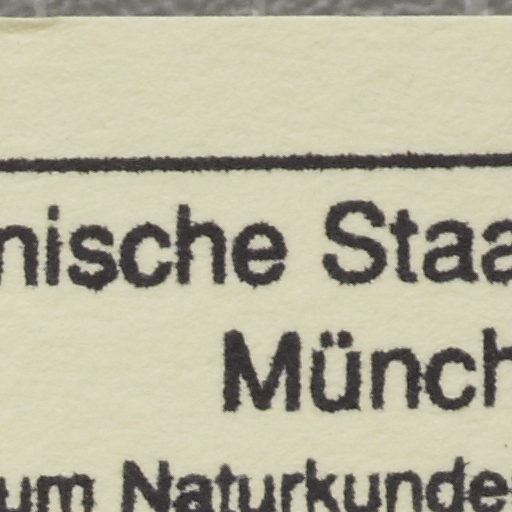 nische Staa
Münch
um Naturkunde